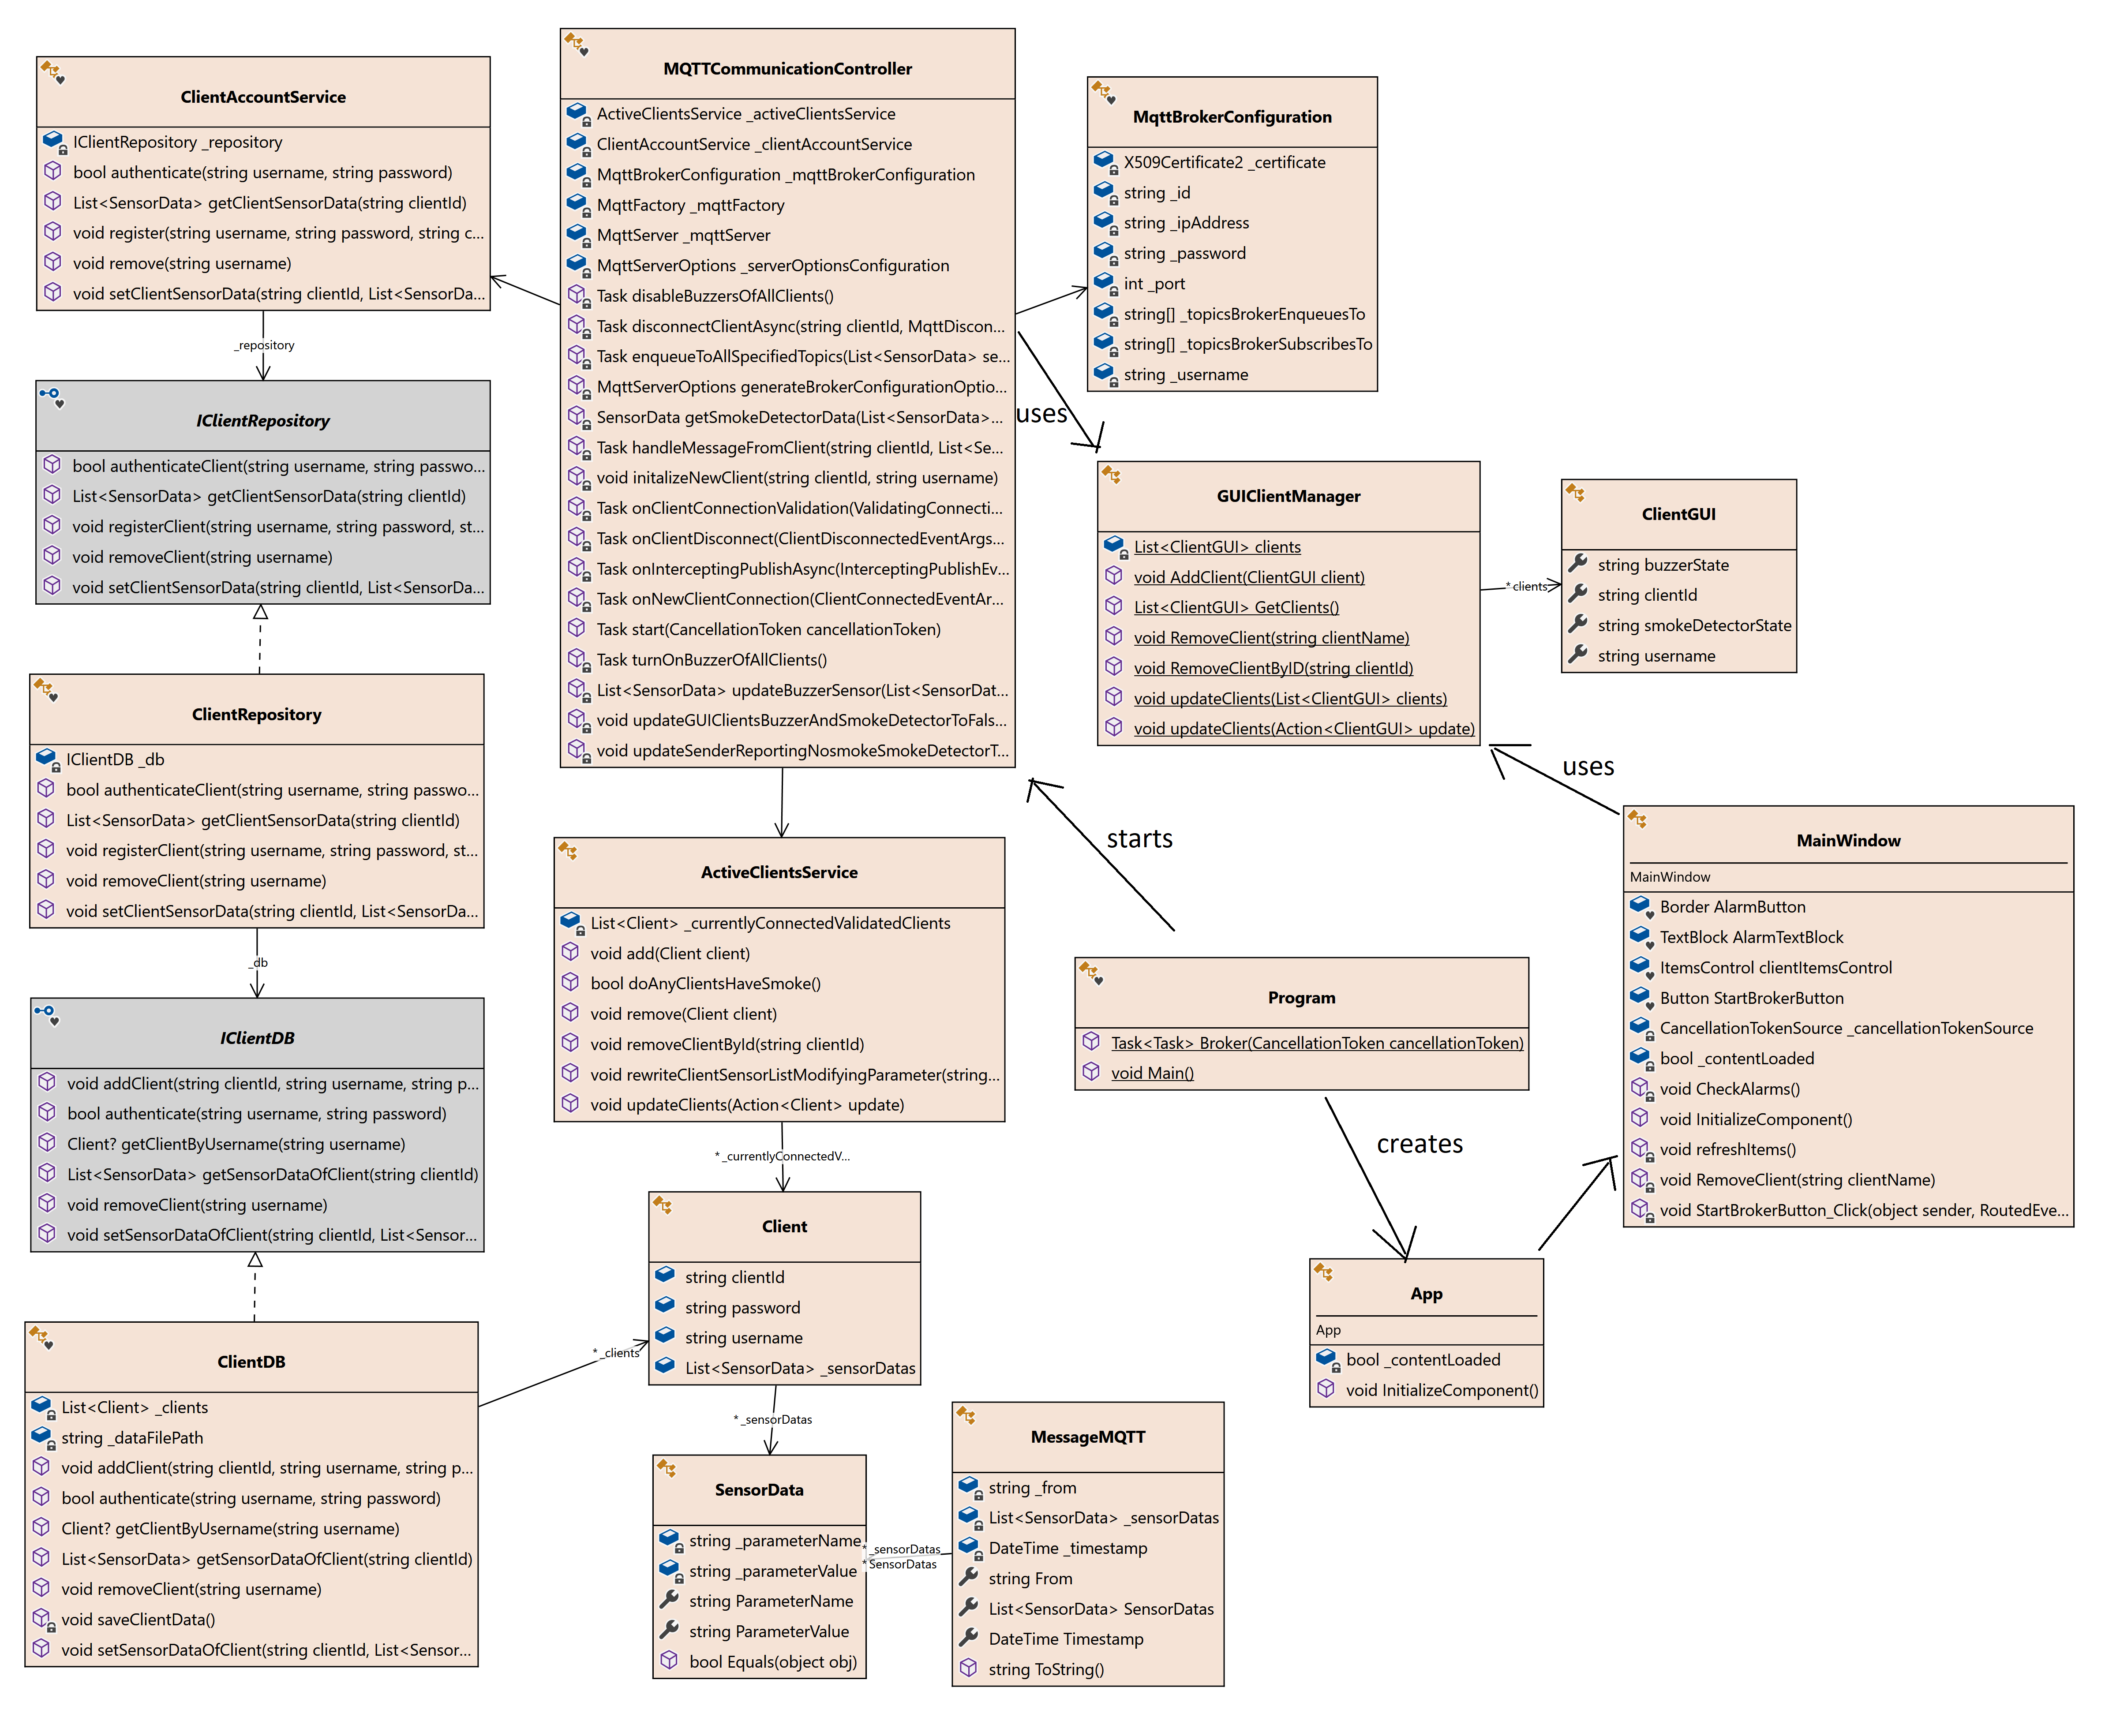 ClientAccountService
IClientRepository _repository
bool authenticate(string username, string password)
List<SensorData> getClientSensorData(string clientId)
void register(string username, string password, string c...
void remove(string username)
void setClientSensorData(string clientId, List<SensorDa...
_repository
IClientRepository
bool authenticateClient(string username, string passwo...
List<SensorData> getClientSensorData(string clientId)
void registerClient(string username, string password, st...
void removeClient(string username)
void setClientSensorData(string clientId, List<SensorDa...
ClientRepository
IClientDB _db
bool authenticateClient(string username, string passwo...
List<SensorData> getClientSensorData(string clientId)
void registerClient(string username, string password, st...
void removeClient(string username)
void setClientSensorData(string clientId, List<SensorDa...
_db
IClientDB
void addClient(string clientId, string username, string p...
bool authenticate(string username, string password)
Client? getClientByUsername(string username)
List<SensorData> getSensorDataOfClient(string clientId)
void removeClient(string username)
void setSensorDataOfClient(string clientId, List<Sensor...
ClientDB
List<Client> _clients
string _dataFilePath
void addClient(string clientId, string username, string p...
bool authenticate(string username, string password)
Client? getClientByUsername(string username)
List<SensorData> getSensorDataOfClient(string clientId)
void removeClient(string username)
void saveClientData()
void setSensorDataOfClient(string clientId, List<Sensor...
* _clients
MQTTCommunicationController
ActiveClientsService _activeClientsService
ClientAccountService _clientAccountService
MqttBrokerConfiguration _mqttBrokerConfiguration
MqttFactory _mqttFactory
MqttServer _mqttServer
MqttServerOptions _serverOptionsConfiguration
Task disableBuzzersOfAllClients()
Task disconnectClientAsync(string clientId, MqttDiscon...
Task enqueueToAllSpecifiedTopics(List<SensorData> se...
MqttServerOptions generateBrokerConfigurationOptio...
SensorData getSmokeDetectorData(List<SensorData>...
Task handleMessageFromClient(string clientId, List<Se...
void initalizeNewClient(string clientId, string username)
Task onClientConnectionValidation(ValidatingConnecti...
Task onClientDisconnect(ClientDisconnectedEventArgs...
Task onInterceptingPublishAsync(InterceptingPublishEv...
Task onNewClientConnection(ClientConnectedEventAr...
Task start(CancellationToken cancellationToken)
Task turnOnBuzzerOfAllClients()
List<SensorData> updateBuzzerSensor(List<SensorDat...
void updateGUIClientsBuzzerAndSmokeDetectorToFals...
void updateSenderReportingNosmokeSmokeDetectorT...
ActiveClientsService
List<Client> _currentlyConnectedValidatedClients
void add(Client client)
bool doAnyClientsHaveSmoke()
void remove(Client client)
void removeClientById(string clientId)
void rewriteClientSensorListModifyingParameter(string...
void updateClients(Action<Client> update)
* _currentlyConnectedV...
Client
string clientId
string password
string username
List<SensorData> _sensorDatas
* _sensorDatas
SensorData
string _parameterName
string _parameterValue
string ParameterName
string ParameterValue
bool Equals(object obj)
* _sensorDatas
* SensorDatas
MessageMQTT
string _from
List<SensorData> _sensorDatas
DateTime _timestamp
string From
List<SensorData> SensorDatas
DateTime Timestamp
string ToString()
MqttBrokerConfiguration
X509Certificate2 _certificate
string _id
string _ipAddress
string _password
int _port
string[] _topicsBrokerEnqueuesTo
string[] _topicsBrokerSubscribesTo
string _username
uses
GUIClientManager
List<ClientGUI> clients
void AddClient(ClientGUI client)
List<ClientGUI> GetClients()
void RemoveClient(string clientName)
void RemoveClientByID(string clientId)
void updateClients(List<ClientGUI> clients)
void updateClients(Action<ClientGUI> update)
* clients
ClientGUI
string buzzerState
string clientId
string smokeDetectorState
string username
uses
starts
MainWindow
MainWindow
Border AlarmButton
TextBlock AlarmTextBlock
ItemsControl clientItemsControl
Button StartBrokerButton
CancellationTokenSource _cancellationTokenSource
bool _contentLoaded
void CheckAlarms()
void InitializeComponent()
void refreshItems()
void RemoveClient(string clientName)
void StartBrokerButton_Click(object sender, RoutedEve...
Program
Task<Task> Broker(CancellationToken cancellationToken)
void Main()
creates
App
App
bool _contentLoaded
void InitializeComponent()